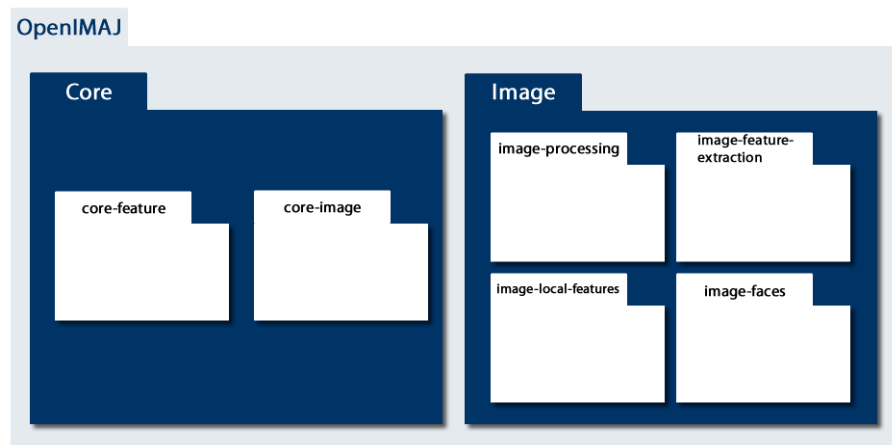 OpenIMAJ
Core
core-feature
core-image
Image
image-processing
image-feature-
extraction
image-local-features
image-faces